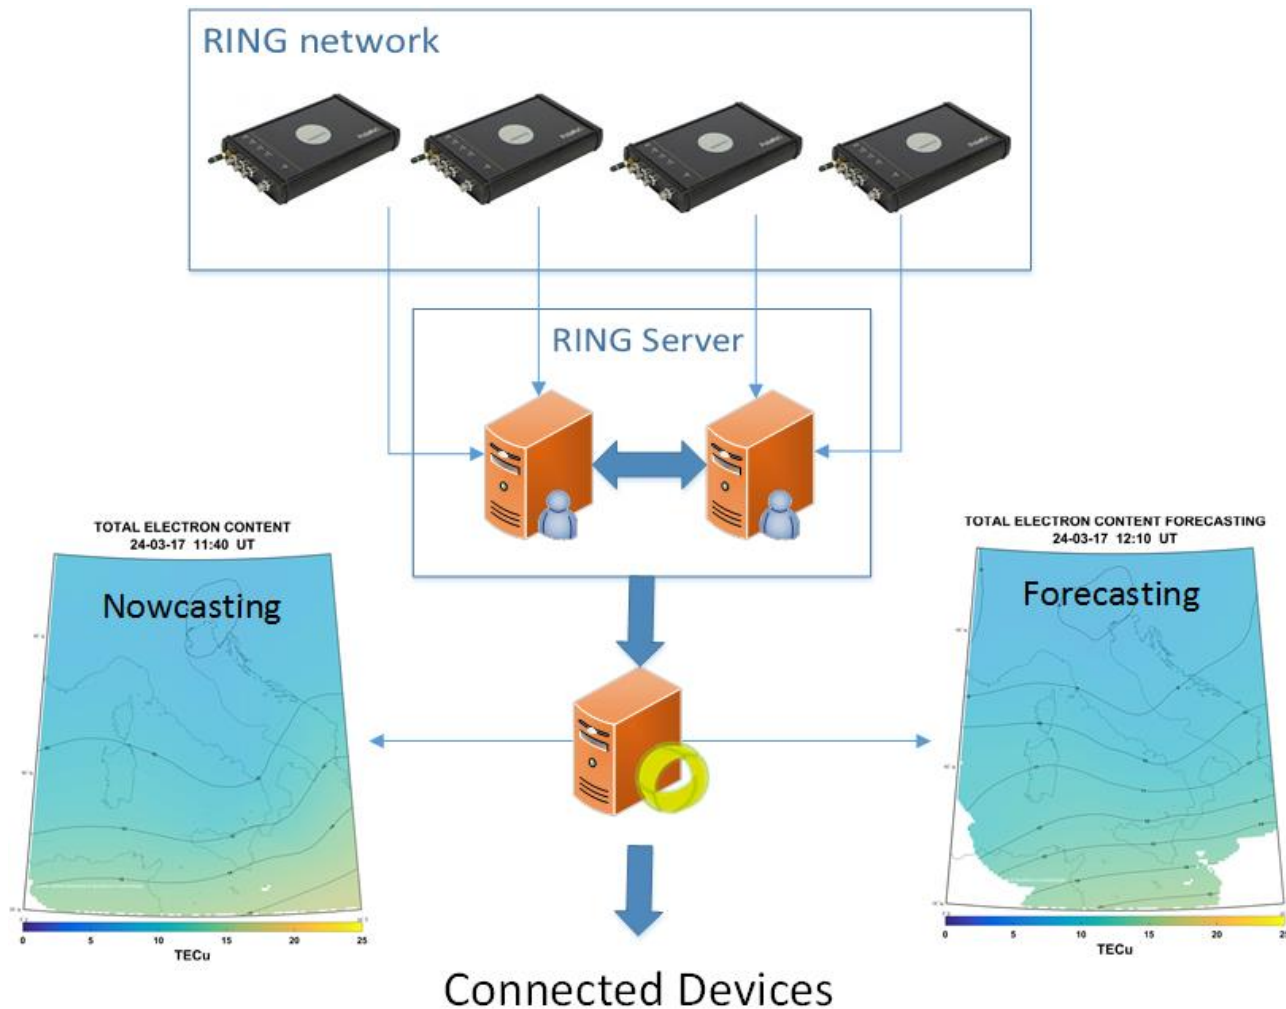 RING network
RING Server
TOTAL ELECTRON CONTENT
24-03-17 11:40 UT
Nowcasting
0 5 10 15 20 25
TECu
TOTAL ELECTRON CONTENT FORECASTING
24-03-17 12:10 UT
Forecasting
0 5 10 15 20 25
TECu
Connected Devices